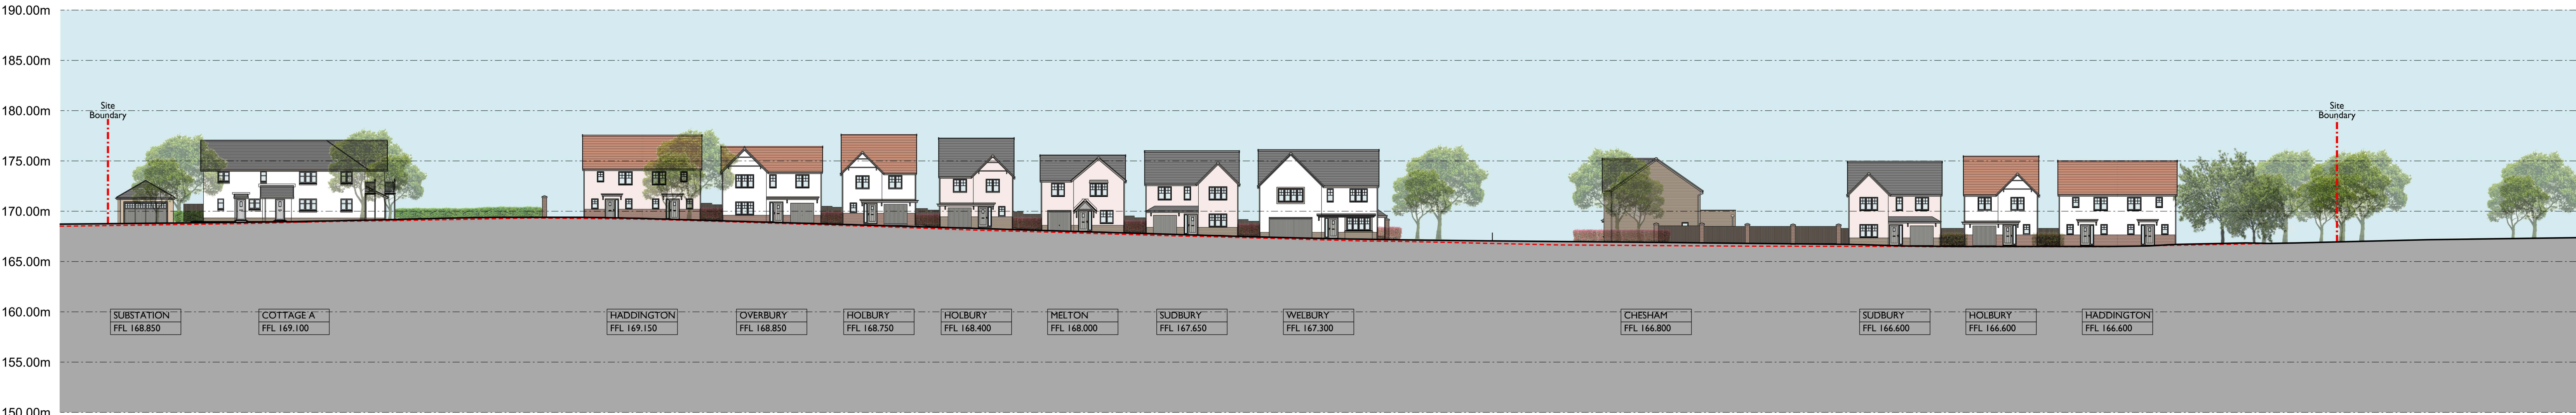 190.00m
185.00m
180.00m
175.00m
170.00m
165.00m
160.00m
155.00m
150.00m
Site
Boundary
Site
Boundary
SUBSTATION
FFL 168.850
COTTAGE A
FFL 169.100
HADDINGTON
FFL 169.150
OVERBURY
FFL 168.850
HOLBURY
FFL 168.750
HOLBURY
FFL 168.400
MELTON
FFL 168.000
SUDBURY
FFL 167.650
WELBURY
FFL 167.300
CHESHAM
FFL 166.800
SUDBURY
FFL 166.600
HOLBURY
FFL 166.600
HADDINGTON
FFL 166.600